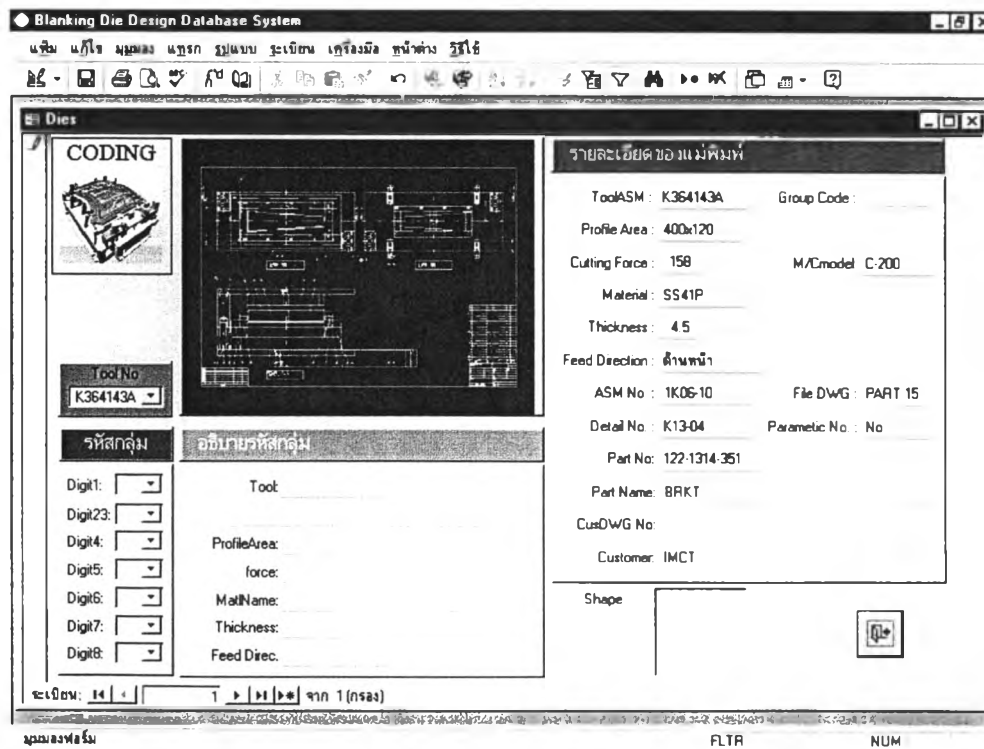 Blanking Die Design Database System
แฟ้ม แก้ไข มุมมอง แทรก รูปแบบ ระเบียน เครื่องมือ หน้าต่าง วิธีใช้
Dies
CODING
Tool No
K364143A
รหัสกลุ่ม
Digit1:
Digit23:
Digit4:
Digit5:
Digit6:
Digit7:
Digit8:
อธิบายรหัสกลุ่ม
Tool:
ProfileArea:
force:
MatlName:
Thickness:
Feed Direc.
รายละเอียดของแม่พิมพ์
ToolASM : K364143A Group Code :
Profile Area : 400x120
Cutting Force : 158 M/Cmodel C-200
Material : SS41P
Thickness : 4.5
Feed Direction : ด้านหน้า
ASM No : 1K06-10 File DWG : PART 15
Detail No. : K13-04 Parametic No. : No
Part No: 122-1314-351
Part Name: BRKT
CusDWG No:
Customer: IMCT
Shape
ระเบียน: 1 จาก 1 (กรอง)
มุมมองฟอร์ม FLTR NUM